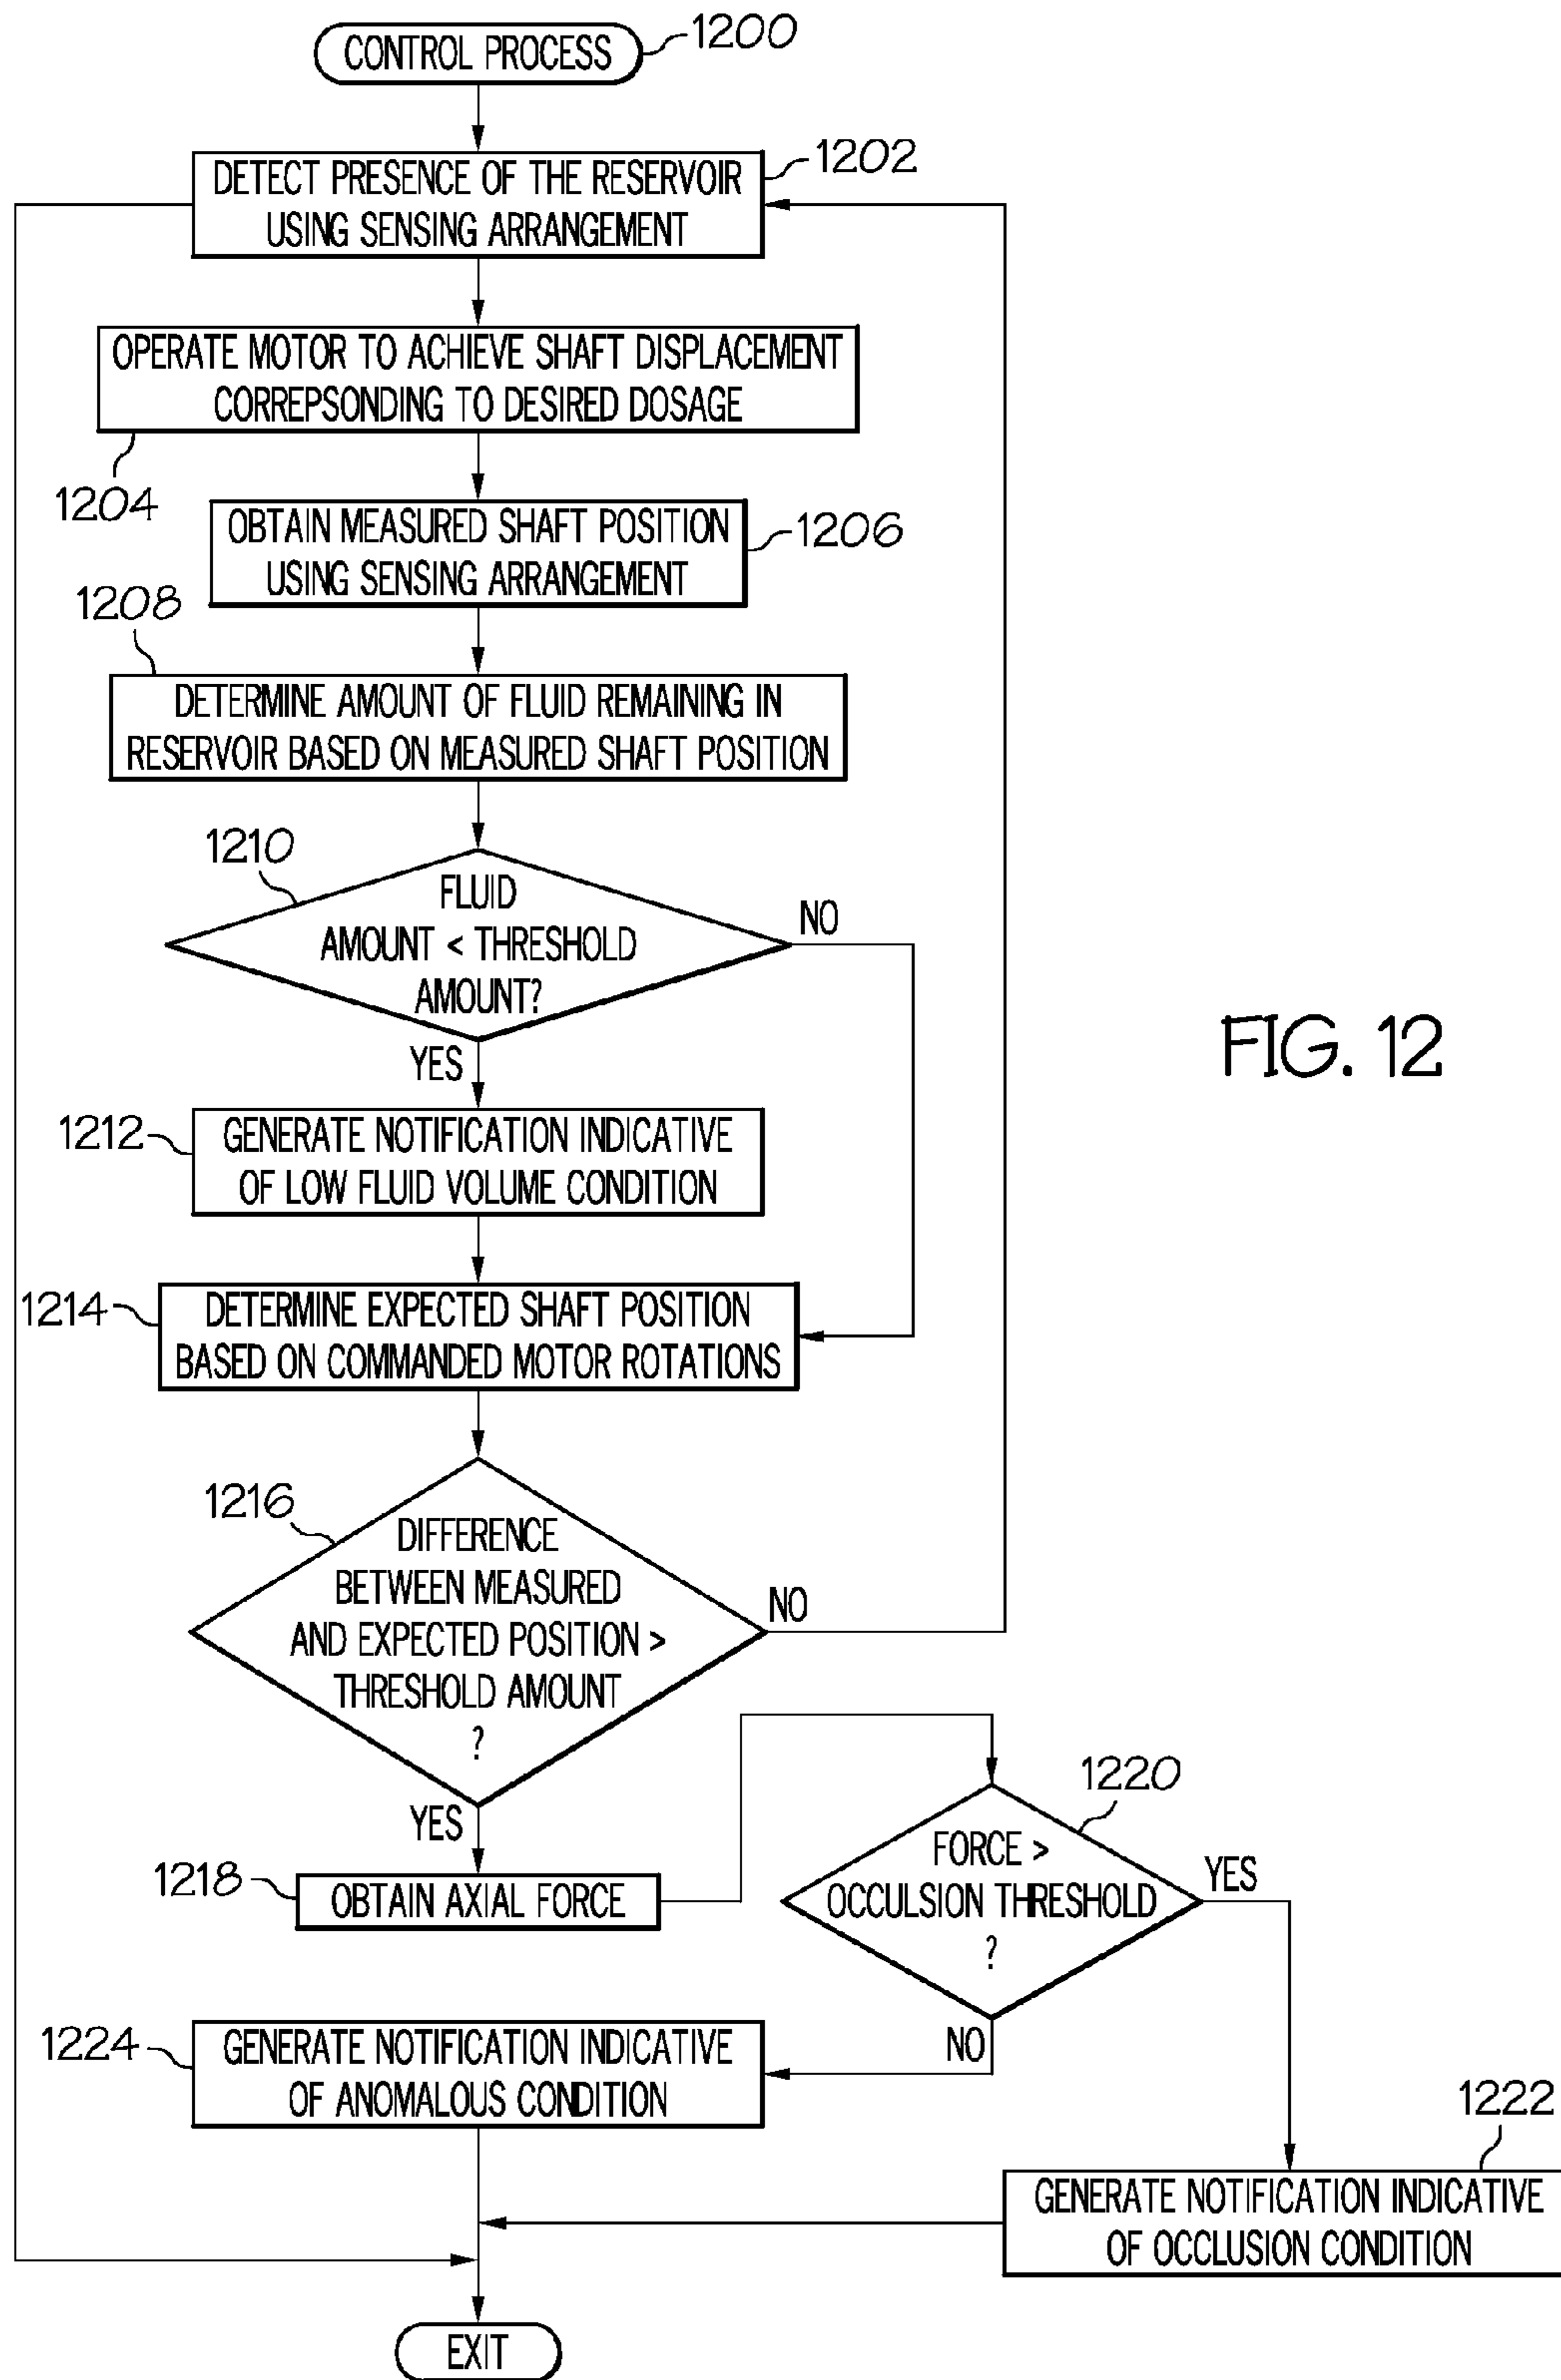 CONTROL PROCESS
1200
DETECT PRESENCE OF THE RESERVOIR
USING SENSING ARRANGEMENT
1202
OPERATE MOTOR TO ACHIEVE SHAFT DISPLACEMENT
CORREPSONDING TO DESIRED DOSAGE
1204
OBTAIN MEASURED SHAFT POSITION
USING SENSING ARRANGEMENT
1206
1208
DETERMINE AMOUNT OF FLUID REMAINING IN
RESERVOIR BASED ON MEASURED SHAFT POSITION
1210
FLUID
AMOUNT < THRESHOLD
AMOUNT?
NO
YES
FIG. 12
1212
GENERATE NOTIFICATION INDICATIVE
OF LOW FLUID VOLUME CONDITION
1214
DETERMINE EXPECTED SHAFT POSITION
BASED ON COMMANDED MOTOR ROTATIONS
1216
DIFFERENCE
BETWEEN MEASURED
AND EXPECTED POSITION >
THRESHOLD AMOUNT
?
NO
YES
1218
OBTAIN AXIAL FORCE
1220
FORCE >
OCCULSION THRESHOLD
?
YES
NO
1224
GENERATE NOTIFICATION INDICATIVE
OF ANOMALOUS CONDITION
1222
GENERATE NOTIFICATION INDICATIVE
OF OCCLUSION CONDITION
EXIT